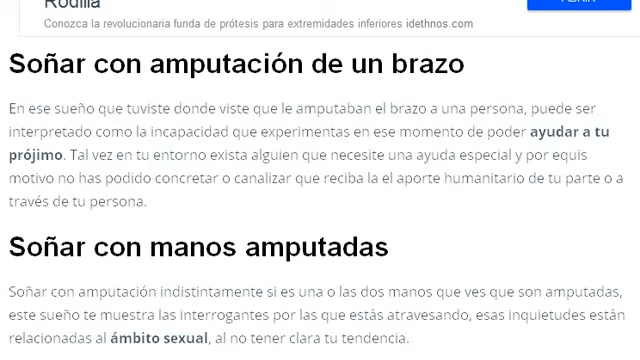 Rodilla
ABRIR
Conozca la revolucionaria funda de prótesis para extremidades inferiores idethnos.com
Soñar con amputación de un brazo
En ese sueño que tuviste donde viste que le amputaban el brazo a una persona, puede ser
interpretado como la incapacidad que experimentas en ese momento de poder ayudar a tu
prójimo. Tal vez en tu entorno exista alguien que necesite una ayuda especial y por equis
motivo no has podido concretar o canalizar que reciba la el aporte humanitario de tu parte o a
través de tu persona.
Soñar con manos amputadas
Soñar con amputación indistintamente si es una o las dos manos que ves que son amputadas,
este sueño te muestra las interrogantes por las que estás atravesando, esas inquietudes están
relacionadas al ámbito sexual, al no tener clara tu tendencia.